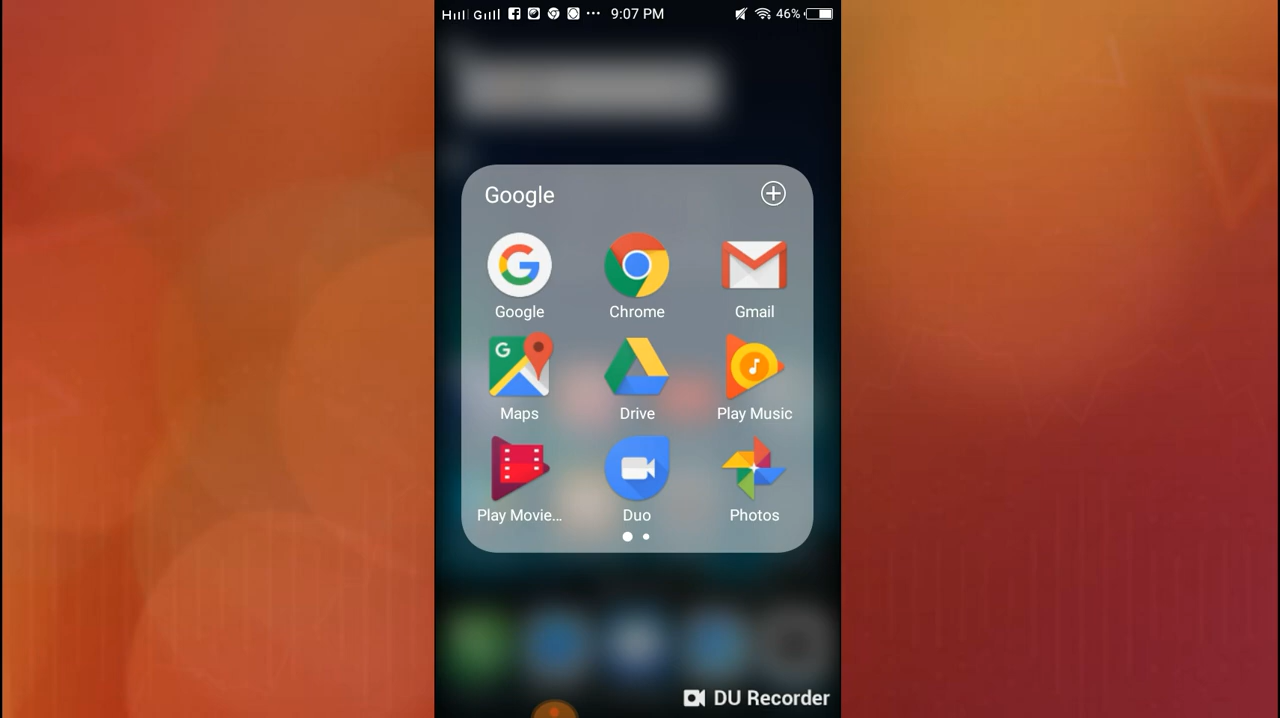 H G 9:07 PM 46%
Google
Google Chrome Gmail
G
Maps Drive Play Music
Play Movie... Duo Photos
DU Recorder